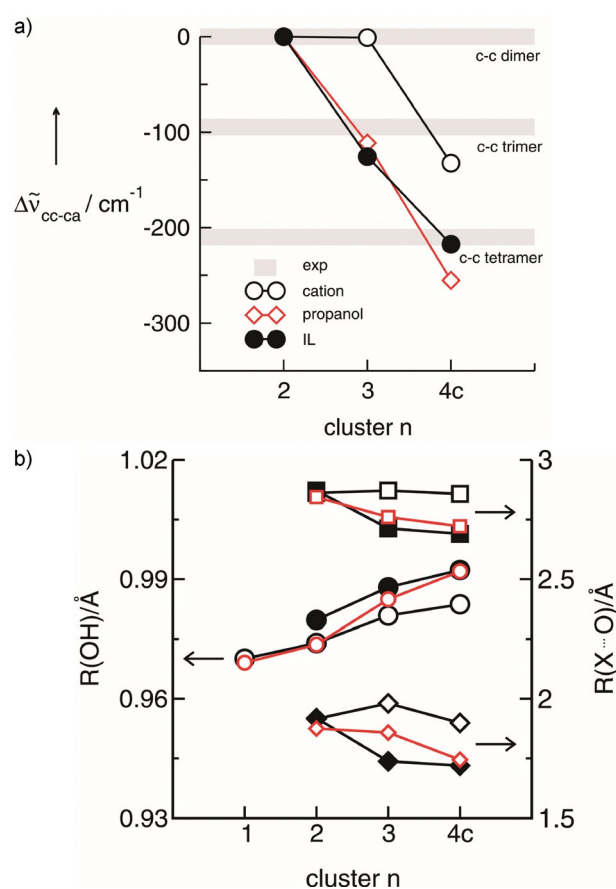 a)
0
-100
-200
-300
Δν̃cc-ca / cm-1
c-c dimer
c-c trimer
c-c tetramer
exp
cation
propanol
IL
2 3 4c
cluster n
b)
1.02
0.99
0.96
0.93
R(OH)/Å
3
2.5
2
1.5
R(X···O)/Å
1 2 3 4c
cluster n